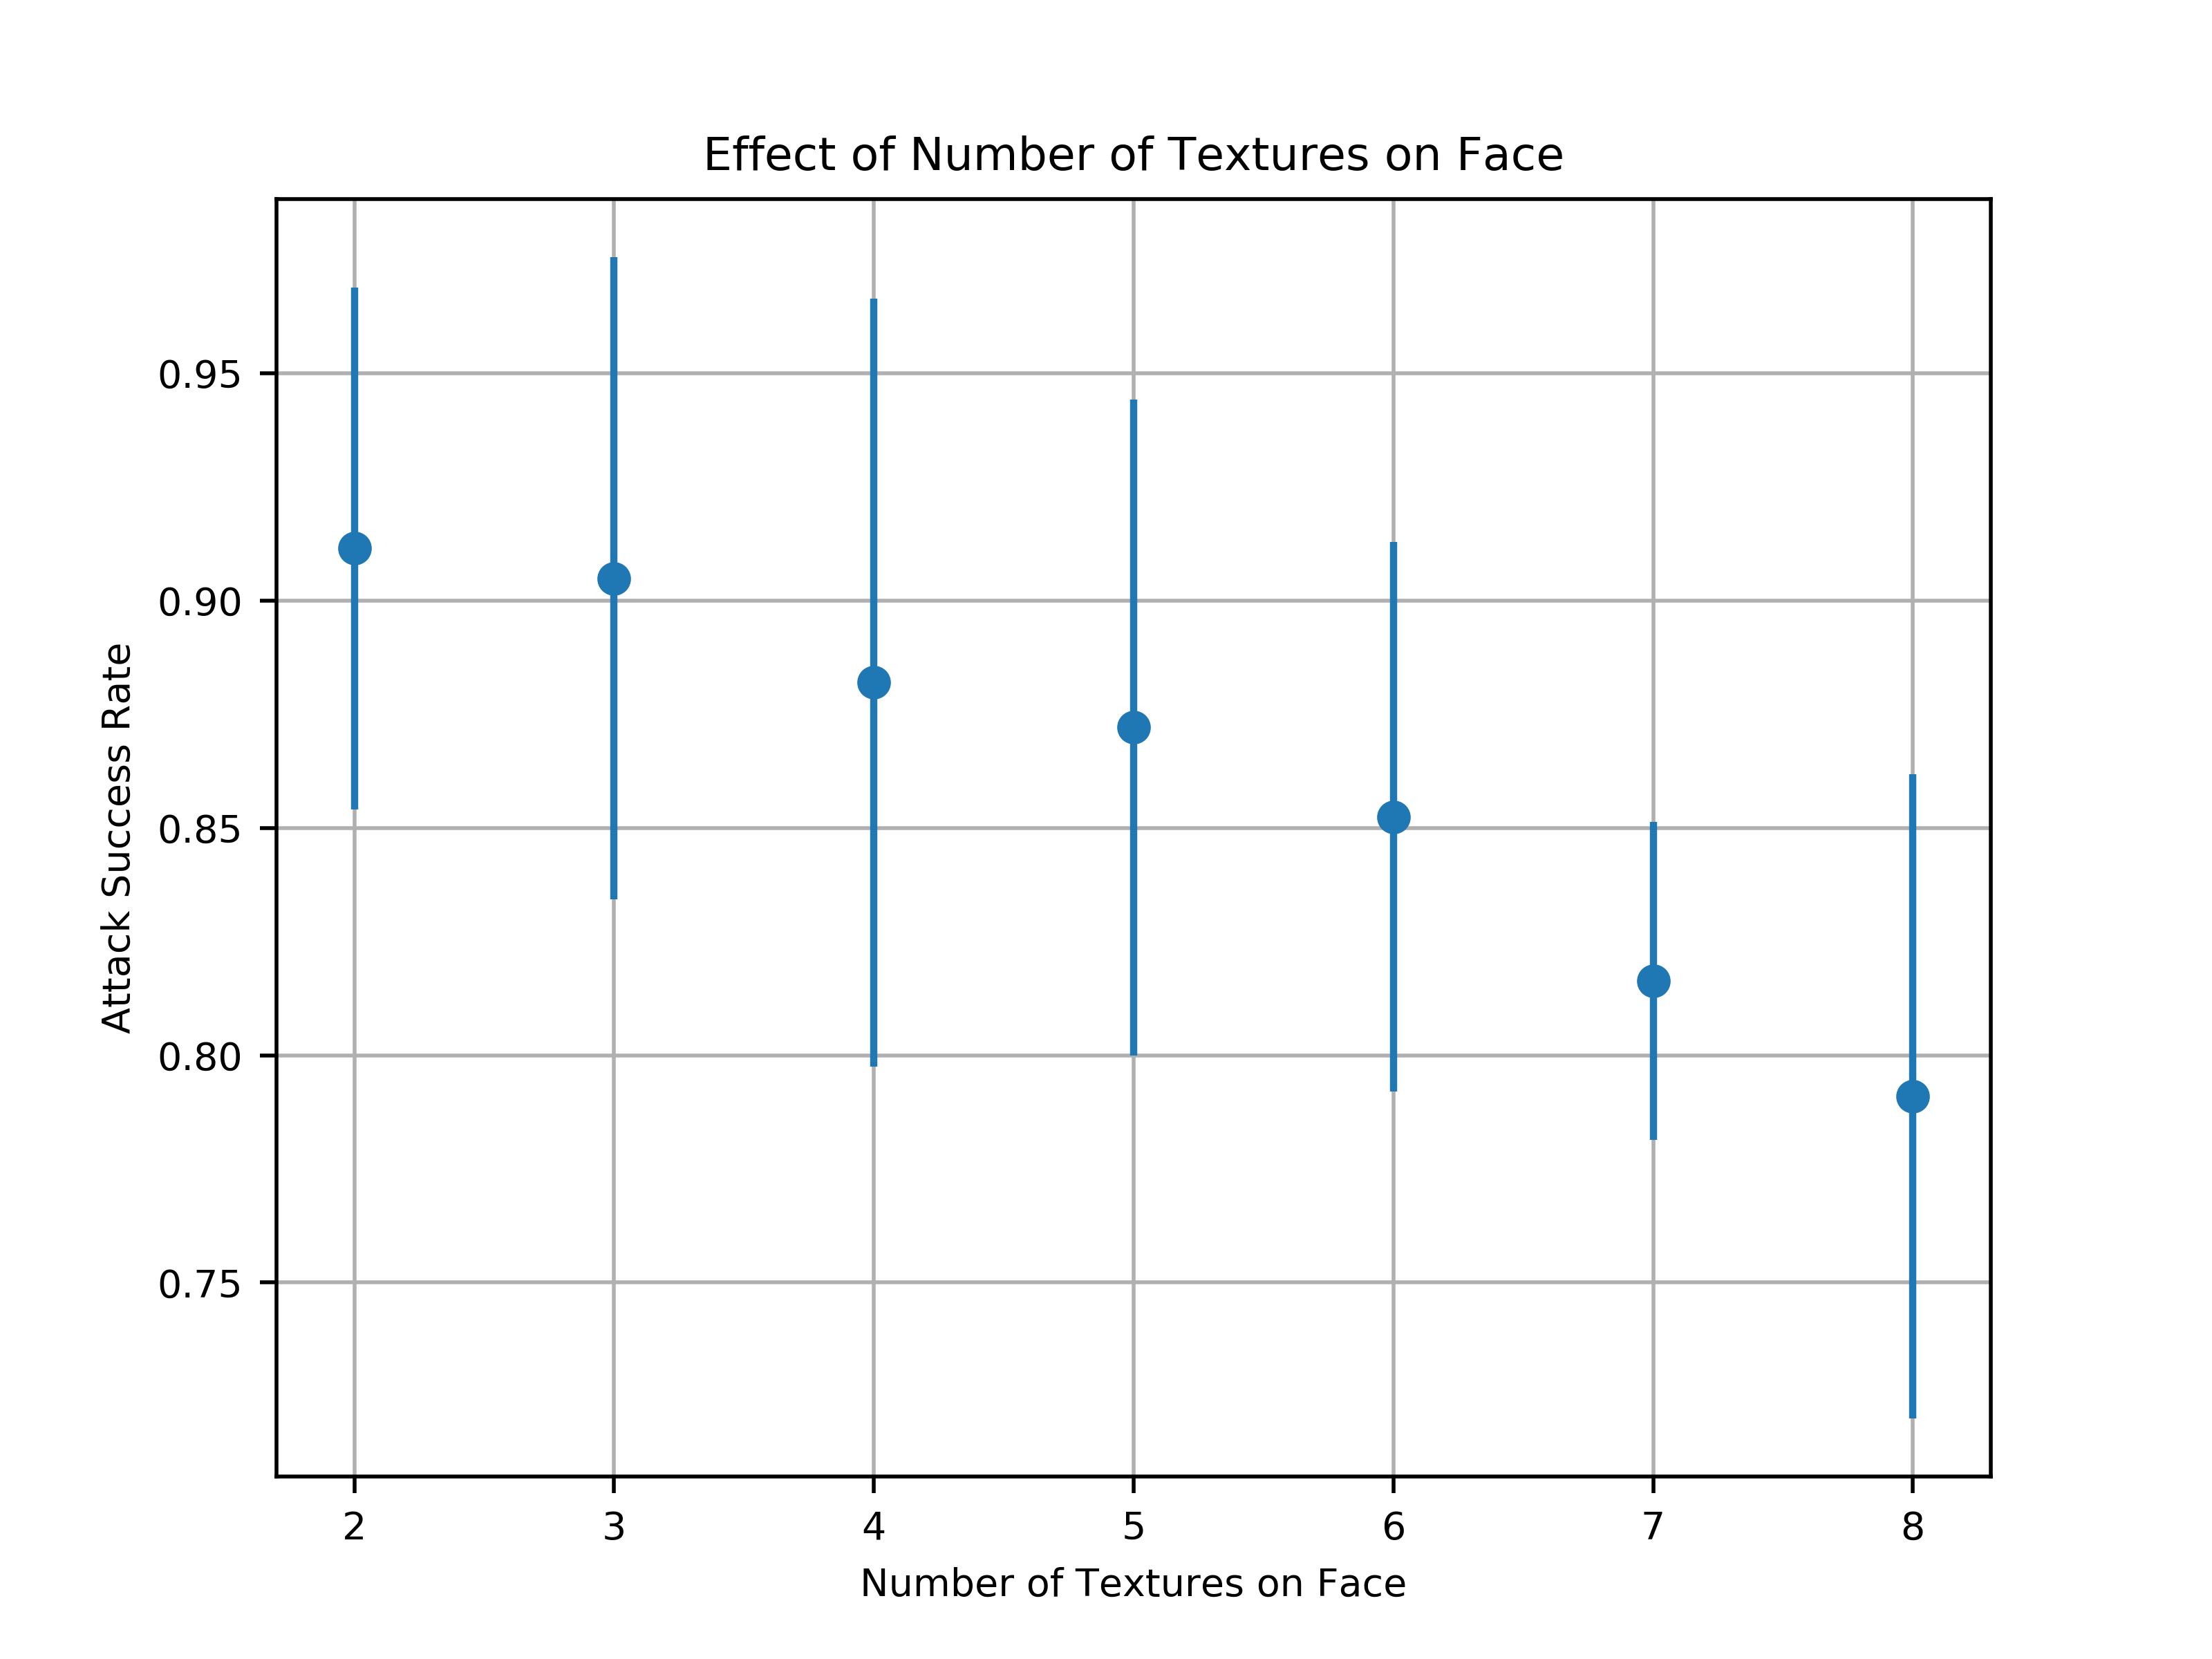 Effect of Number of Textures on Face
Attack Success Rate
0.95
0.90
0.85
0.80
0.75
2 3 4 5 6 7 8
Number of Textures on Face